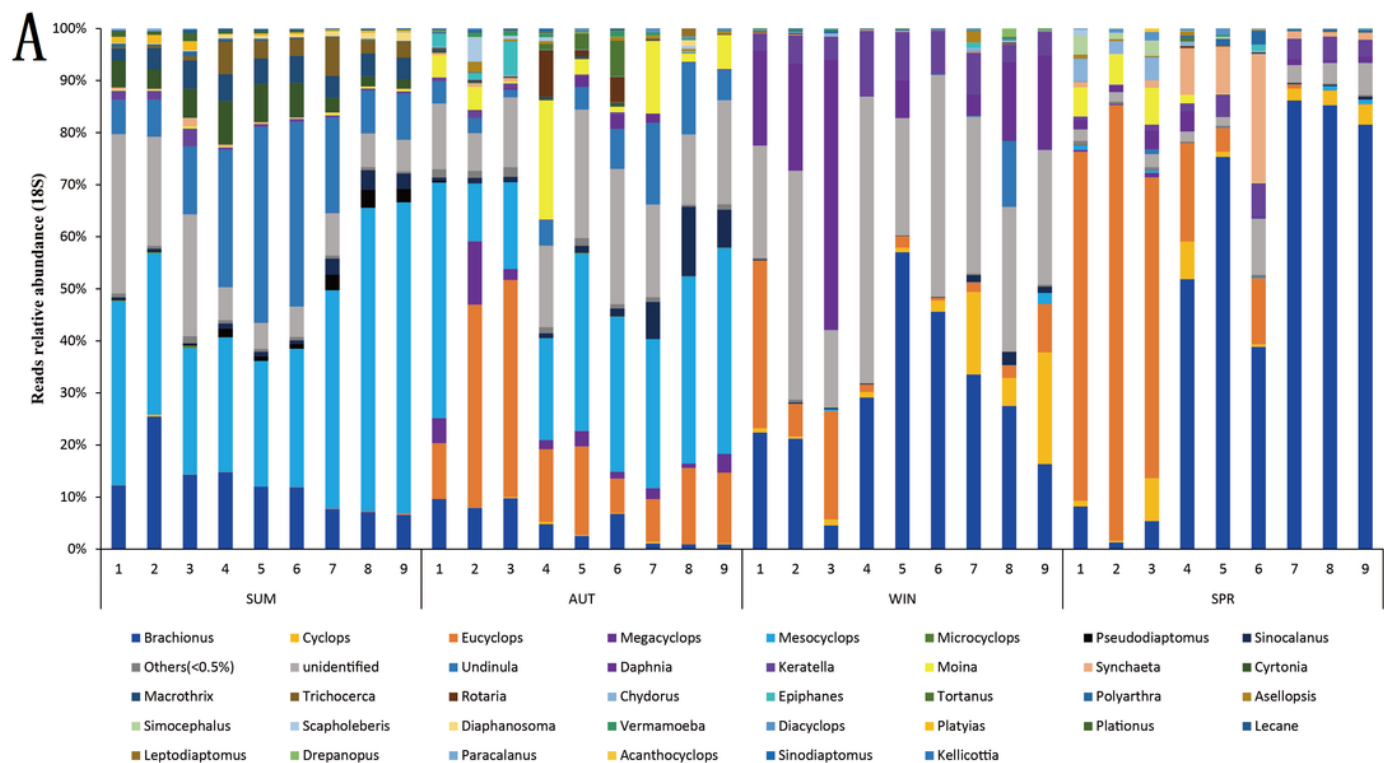 A
Reads relative abundance (18S)
100%
90%
80%
70%
60%
50%
40%
30%
20%
10%
0%
1 2 3 4 5 6 7 8 9 1 2 3 4 5 6 7 8 9 1 2 3 4 5 6 7 8 9 1 2 3 4 5 6 7 8 9
SUM AUT WIN SPR
Brachionus Cyclops Eucyclops Megacyclops Mesocyclops Microcyclops Pseudodiaptomus Sinocalanus
Others(<0.5%) unidentified Undinula Daphnia Keratella Moina Synchaeta Cyrtonia
Macrothrix Trichocerca Rotaria Chydorus Epiphanes Tortanus Polyarthra Asellopsis
Simocephalus Scapholeberis Diaphanosoma Vermamoeba Diacyclops Platyias Plationus Lecane
Leptodiaptomus Drepanopus Paracalanus Acanthocyclops Sinodiaptomus Kellicottia